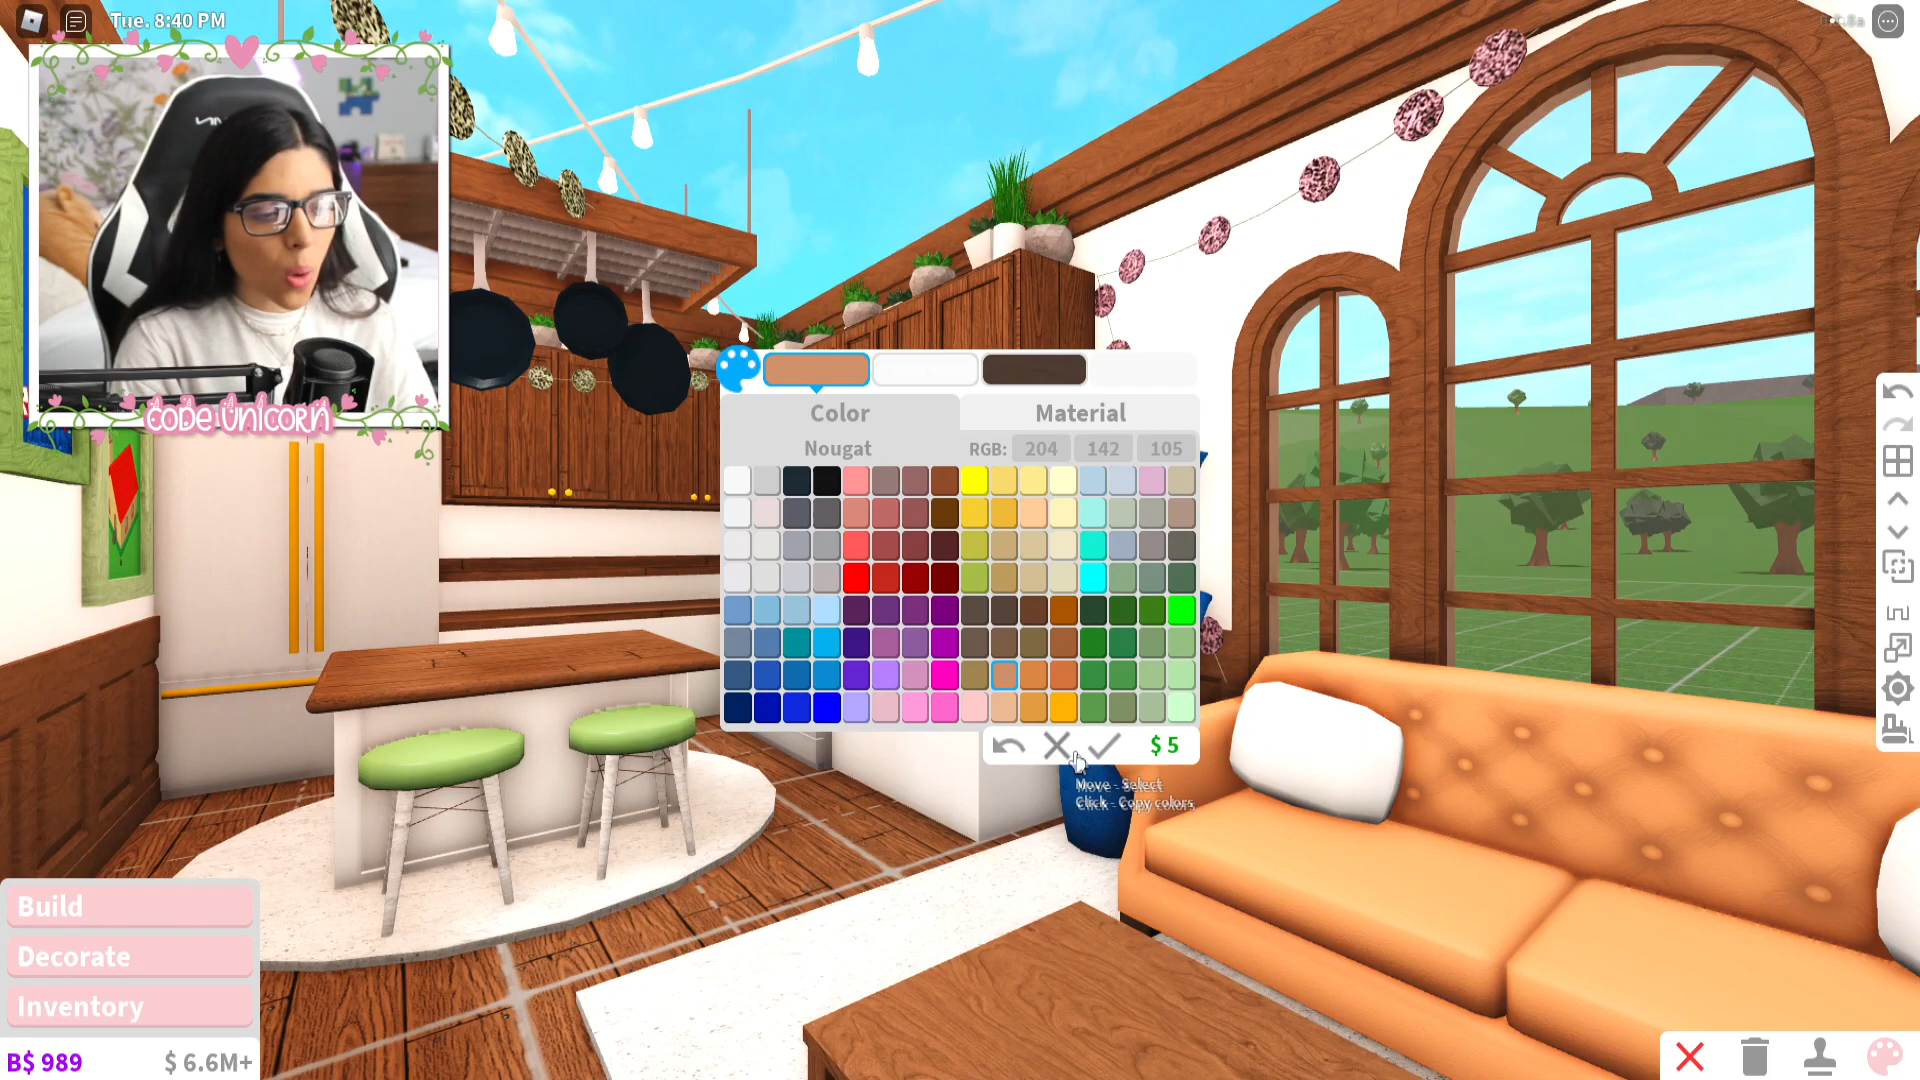 Tue. 8:40 PM
CODE UNICORN
Color
Material
Nougat
RGB: 204 142 105
$ 5
Move - Select
Click - Copy colors
Build
Decorate
Inventory
B$ 989
$ 6.6M+